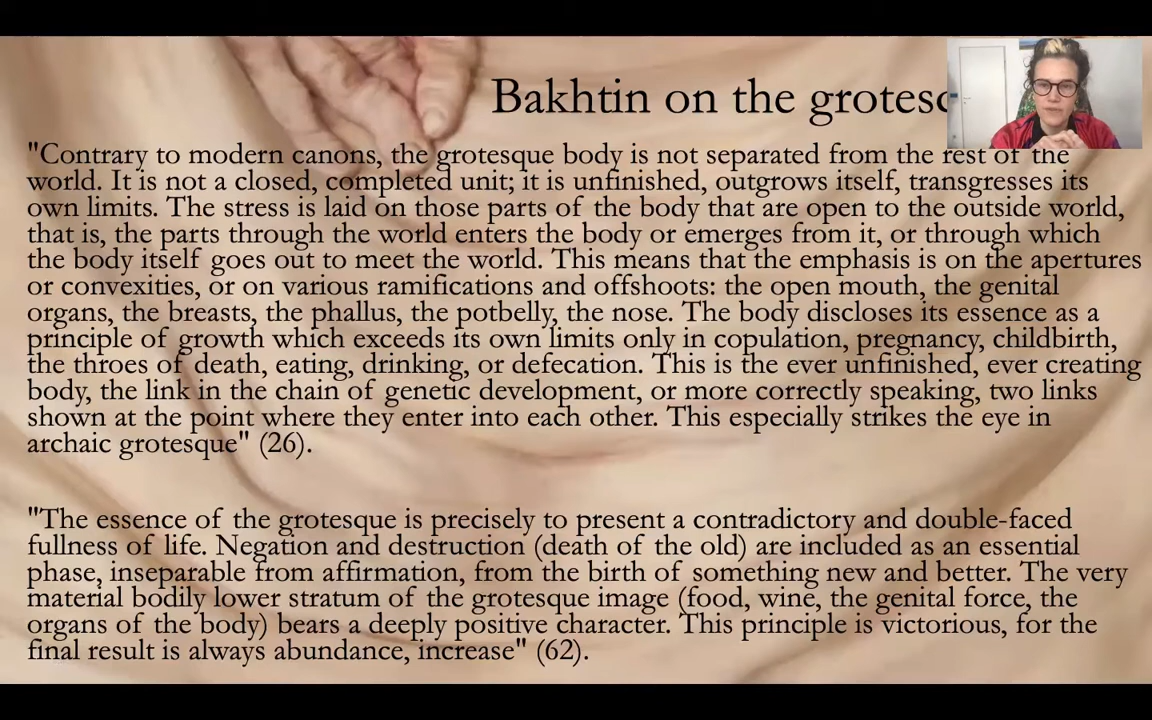 Bakhtin on the grotesc
"Contrary to modern canons, the grotesque body is not separated from the rest of the
world. It is not a closed, completed unit; it is unfinished, outgrows itself, transgresses its
own limits. The stress is laid on those parts of the body that are open to the outside world,
that is, the parts through the world enters the body or emerges from it, or through which
the body itself goes out to meet the world. This means that the emphasis is on the apertures
or convexities, or on various ramifications and offshoots: the open mouth, the genital
organs, the breasts, the phallus, the potbelly, the nose. The body discloses its essence as a
principle of growth which exceeds its own limits only in copulation, pregnancy, childbirth,
the throes of death, eating, drinking, or defecation. This is the ever unfinished, ever creating
body, the link in the chain of genetic development, or more correctly speaking, two links
shown at the point where they enter into each other. This especially strikes the eye in
archaic grotesque" (26).
"The essence of the grotesque is precisely to present a contradictory and double-faced
fullness of life. Negation and destruction (death of the old) are included as an essential
phase, inseparable from affirmation, from the birth of something new and better. The very
material bodily lower stratum of the grotesque image (food, wine, the genital force, the
organs of the body) bears a deeply positive character. This principle is victorious, for the
final result is always abundance, increase" (62).